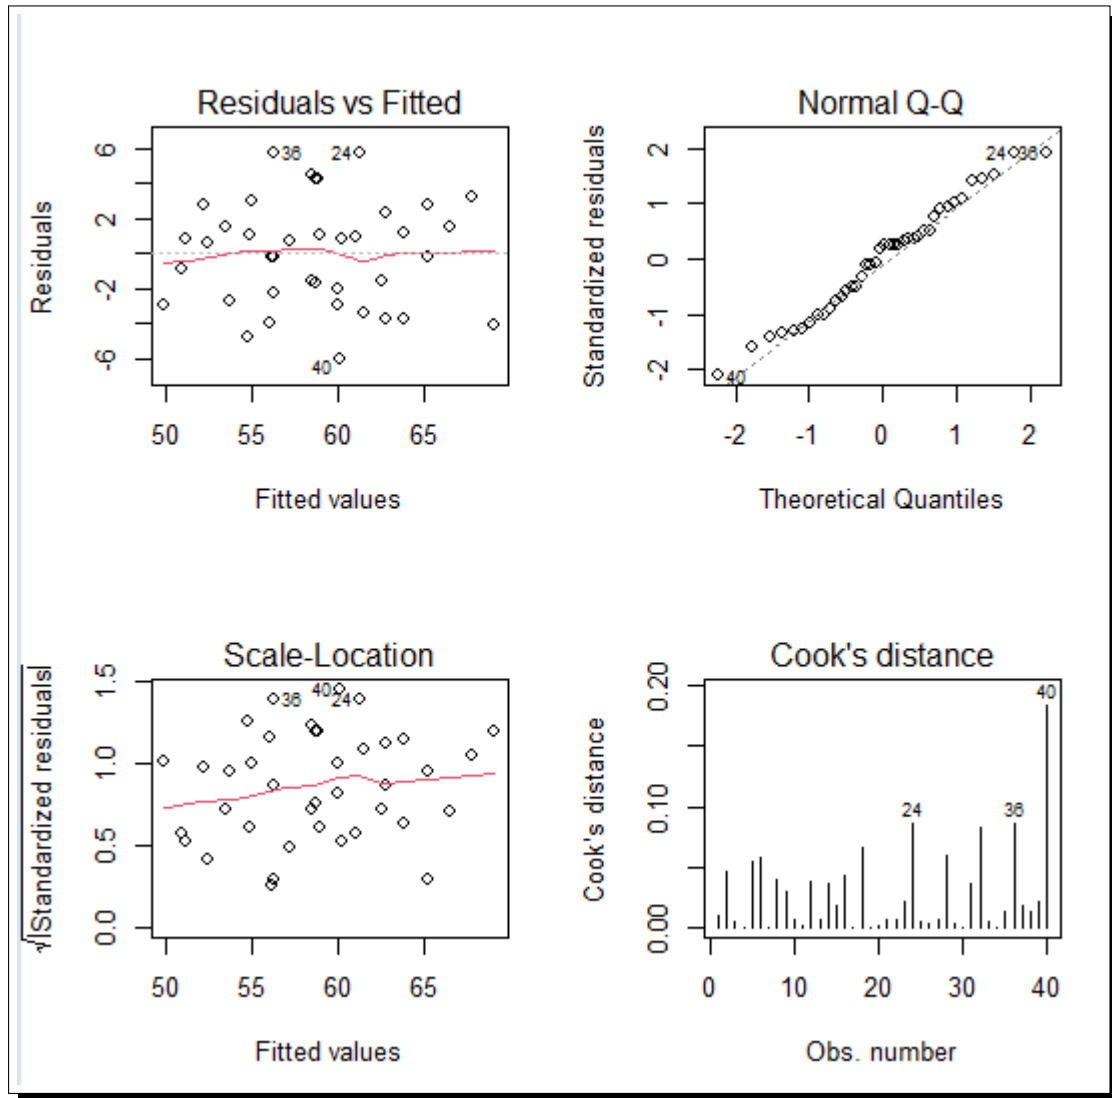 Residuals vs Fitted
Residuals
6
2
-2
-6
36
24
40
50 55 60 65
Fitted values
Normal Q-Q
Standardized residuals
2
1
0
-1
-2
24
36
40
-2 -1 0 1 2
Theoretical Quantiles
Scale-Location
√|Standardized residuals|
1.5
1.0
0.5
0.0
40
36
24
50 55 60 65
Fitted values
Cook's distance
Cook's distance
0.20
0.10
0.00
40
24
36
0 10 20 30 40
Obs. number